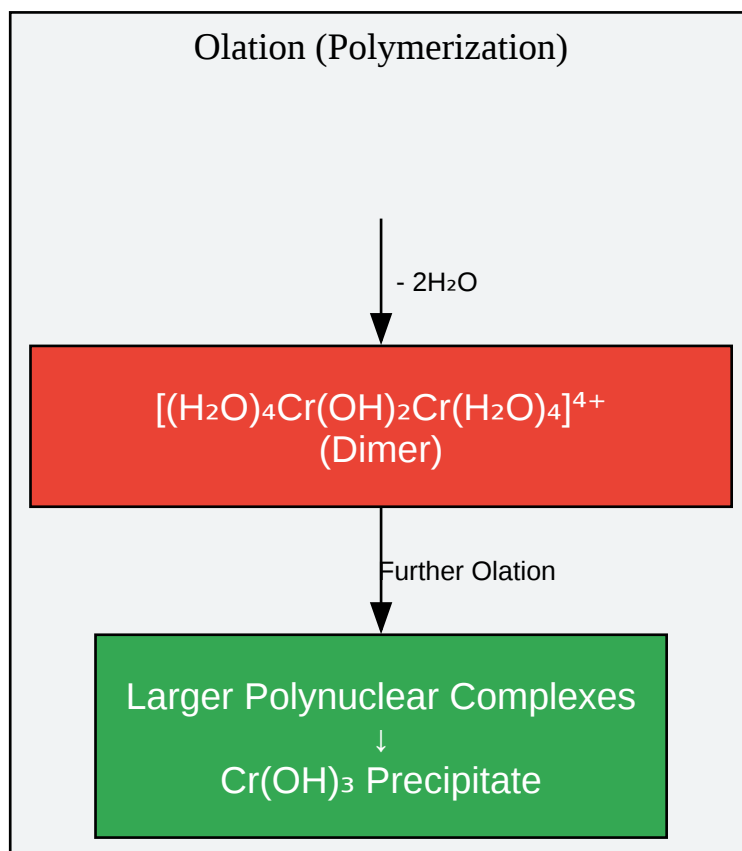 Olation (Polymerization)
- 2H₂O
[(H₂O)₄Cr(OH)₂Cr(H₂O)₄]⁴⁺
(Dimer)
Further Olation
Larger Polynuclear Complexes
↓
Cr(OH)₃ Precipitate